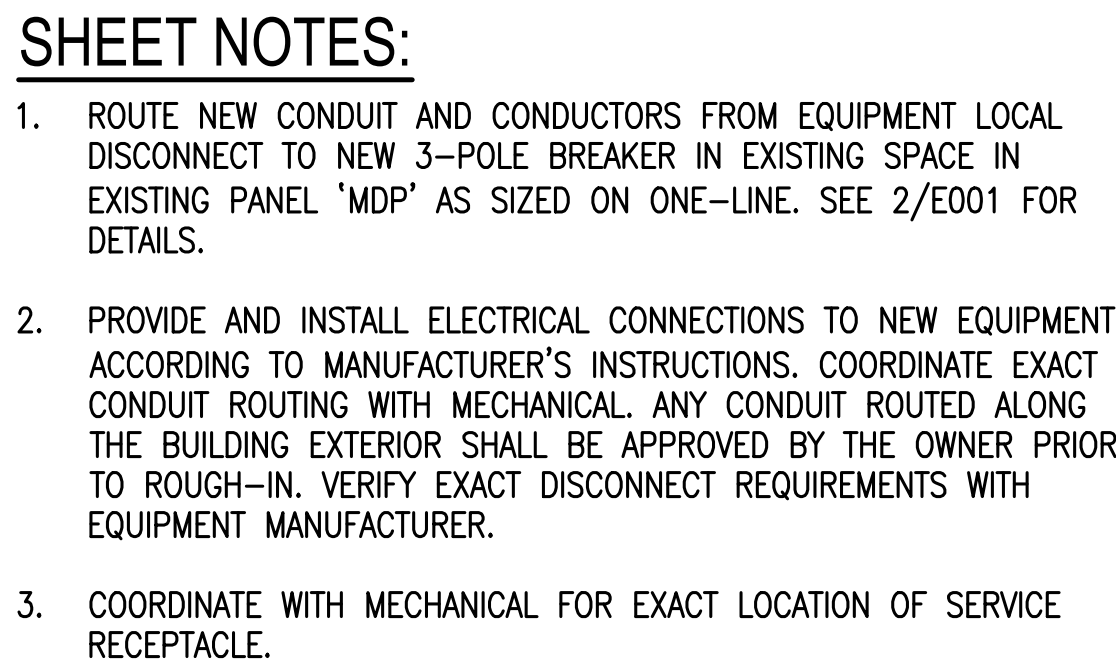 SHEET NOTES:
1. ROUTE NEW CONDUIT AND CONDUCTORS FROM EQUIPMENT LOCAL
DISCONNECT TO NEW 3-POLE BREAKER IN EXISTING SPACE IN
EXISTING PANEL ‘MDP’ AS SIZED ON ONE-LINE. SEE 2/E001 FOR
DETAILS.
2. PROVIDE AND INSTALL ELECTRICAL CONNECTIONS TO NEW EQUIPMENT
ACCORDING TO MANUFACTURER’S INSTRUCTIONS. COORDINATE EXACT
CONDUIT ROUTING WITH MECHANICAL. ANY CONDUIT ROUTED ALONG
THE BUILDING EXTERIOR SHALL BE APPROVED BY THE OWNER PRIOR
TO ROUGH-IN. VERIFY EXACT DISCONNECT REQUIREMENTS WITH
EQUIPMENT MANUFACTURER.
3. COORDINATE WITH MECHANICAL FOR EXACT LOCATION OF SERVICE
RECEPTACLE.